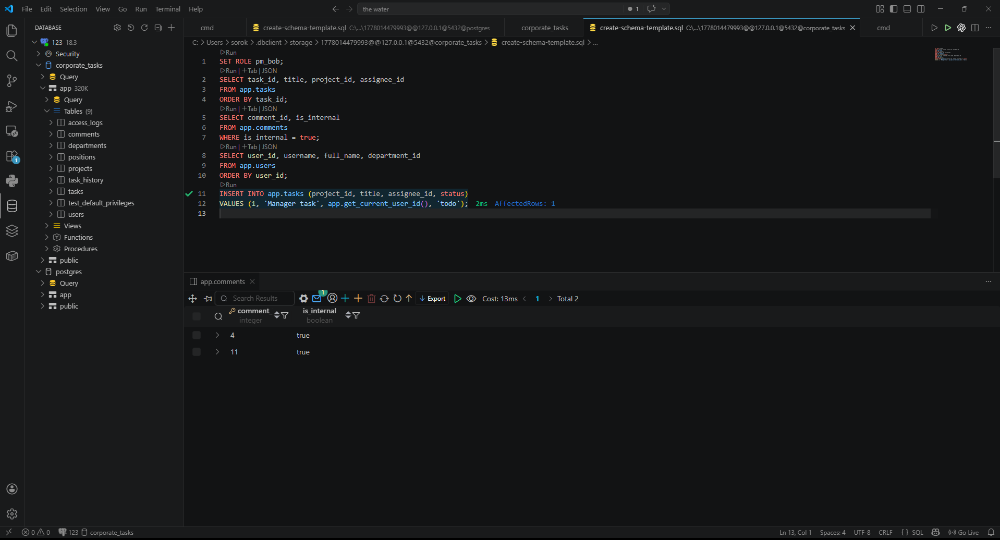 File Edit Selection View Go Run Terminal Help
the water
1
DATABASE
123 18.3
Security
corporate_tasks
Query
app 320K
Query
Tables (9)
access_logs
comments
departments
positions
projects
task_history
tasks
test_default_privileges
users
Views
Functions
Procedures
public
postgres
Query
app
public
1
cmd
create-schema-template.sql C:\...\1778014479993@@127.0.0.1@5432@postgres
corporate_tasks
create-schema-template.sql C:\...\1778014479993@@127.0.0.1@5432@corporate_tasks
cmd
C: > Users > sorok > .dbclient > storage > 1778014479993@@127.0.0.1@5432@corporate_tasks > create-schema-template.sql > ...
Run
1 SET ROLE pm_bob;
Run | +Tab | JSON
2 SELECT task_id, title, project_id, assignee_id
3 FROM app.tasks
4 ORDER BY task_id;
Run | +Tab | JSON
5 SELECT comment_id, is_internal
6 FROM app.comments
7 WHERE is_internal = true;
Run | +Tab | JSON
8 SELECT user_id, username, full_name, department_id
9 FROM app.users
10 ORDER BY user_id;
Run
11 INSERT INTO app.tasks (project_id, title, assignee_id, status)
12 VALUES (1, 'Manager task', app.get_current_user_id(), 'todo'); 2ms AffectedRows: 1
13
app.comments
Search Results
1
Export
Cost: 13ms < 1 > Total 2
comment_ is_internal
integer boolean
4 true
11 true
0 0 123 corporate_tasks
Ln 13, Col 1 Spaces: 4 UTF-8 CRLF { } SQL Go Live